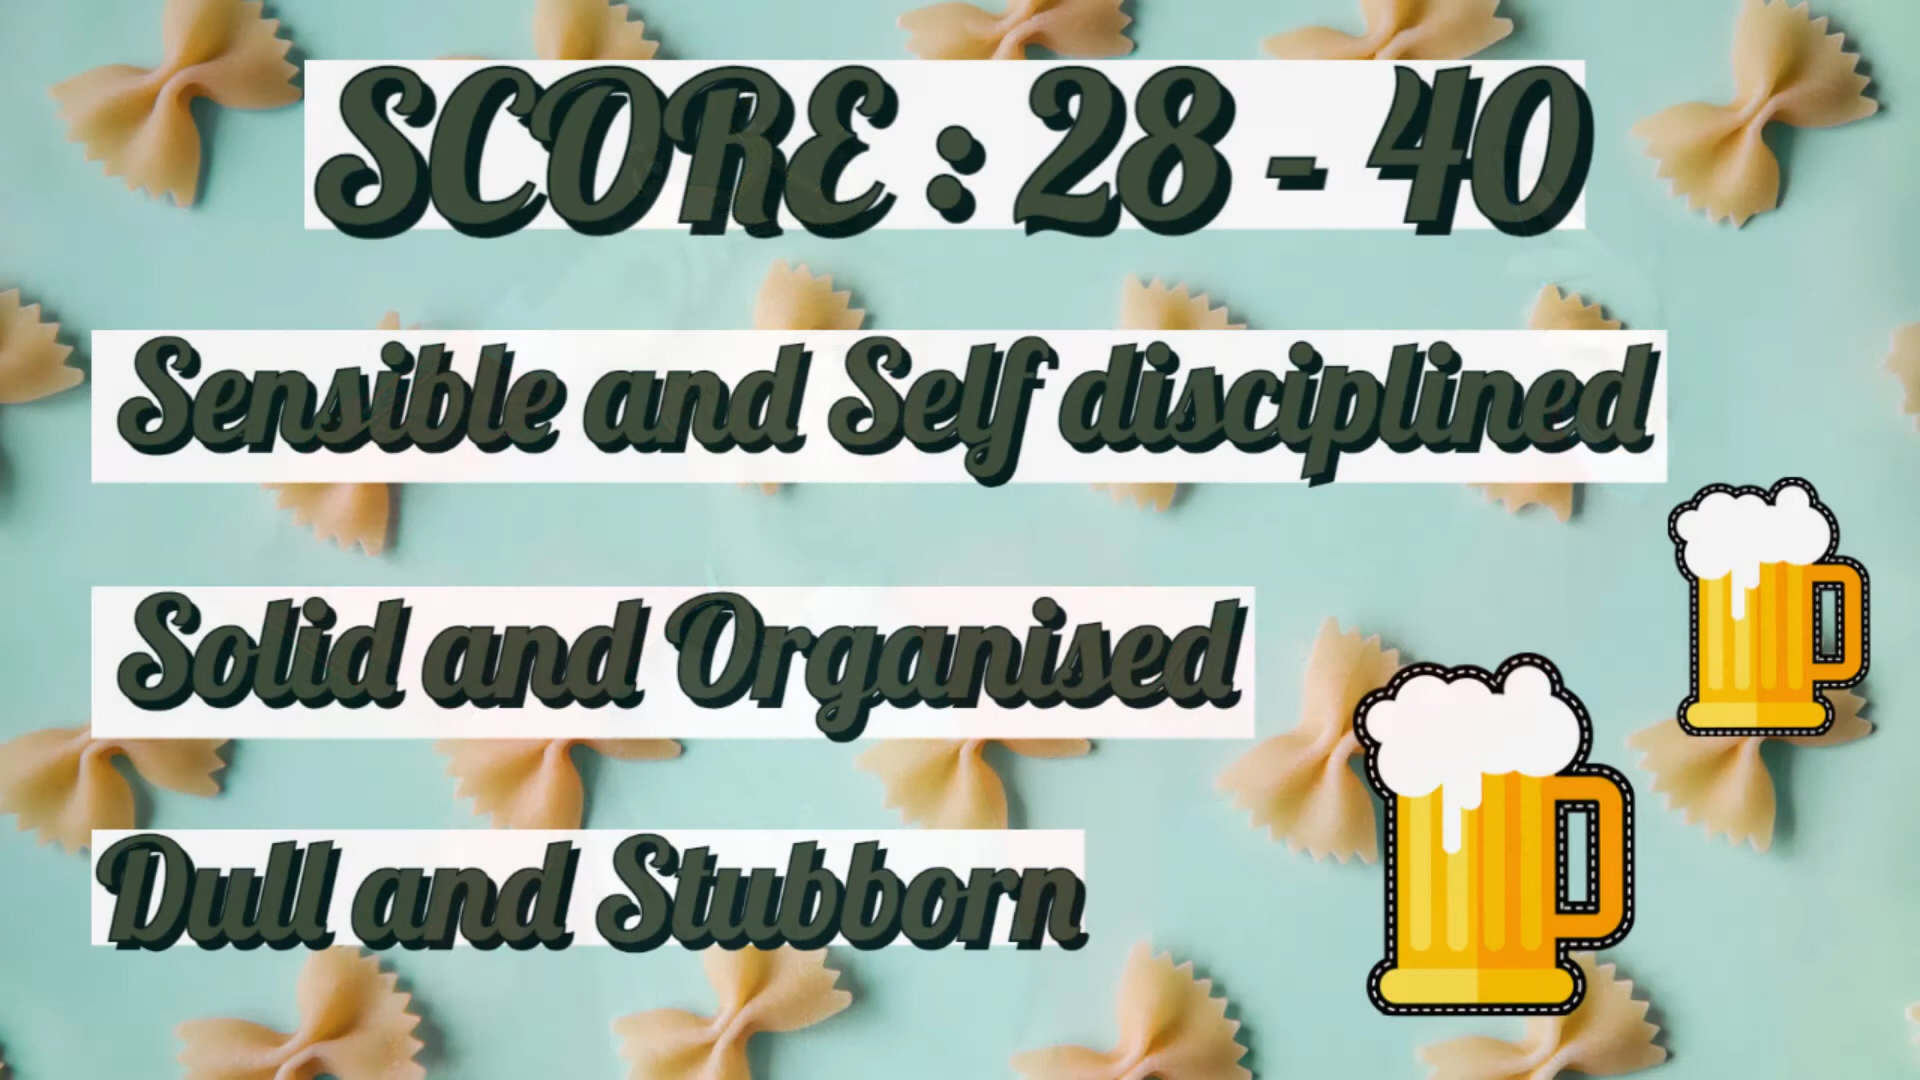 SCORE : 28 - 40
Sensible and Self disciplined
Solid and Organised
Dull and Stubborn